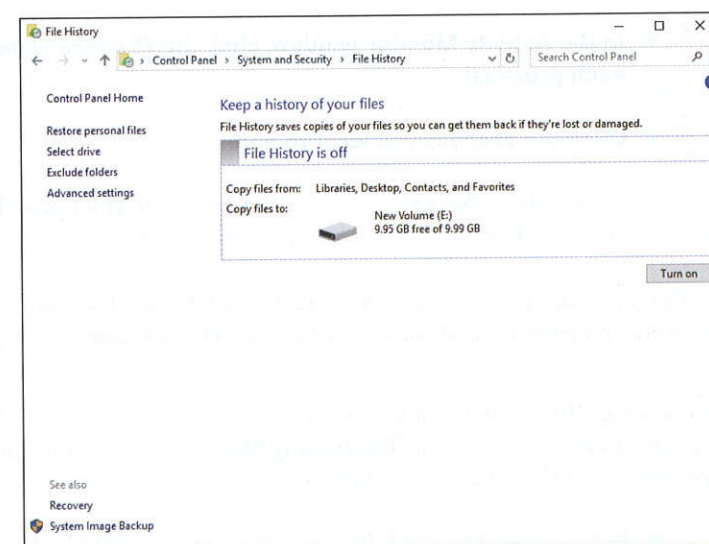 File History
Control Panel › System and Security › File History
Search Control Panel
Control Panel Home
Restore personal files
Select drive
Exclude folders
Advanced settings
Keep a history of your files
File History saves copies of your files so you can get them back if they're lost or damaged.
File History is off
Copy files from: Libraries, Desktop, Contacts, and Favorites
Copy files to:
New Volume (E:)
9.95 GB free of 9.99 GB
Turn on
See also
Recovery
System Image Backup